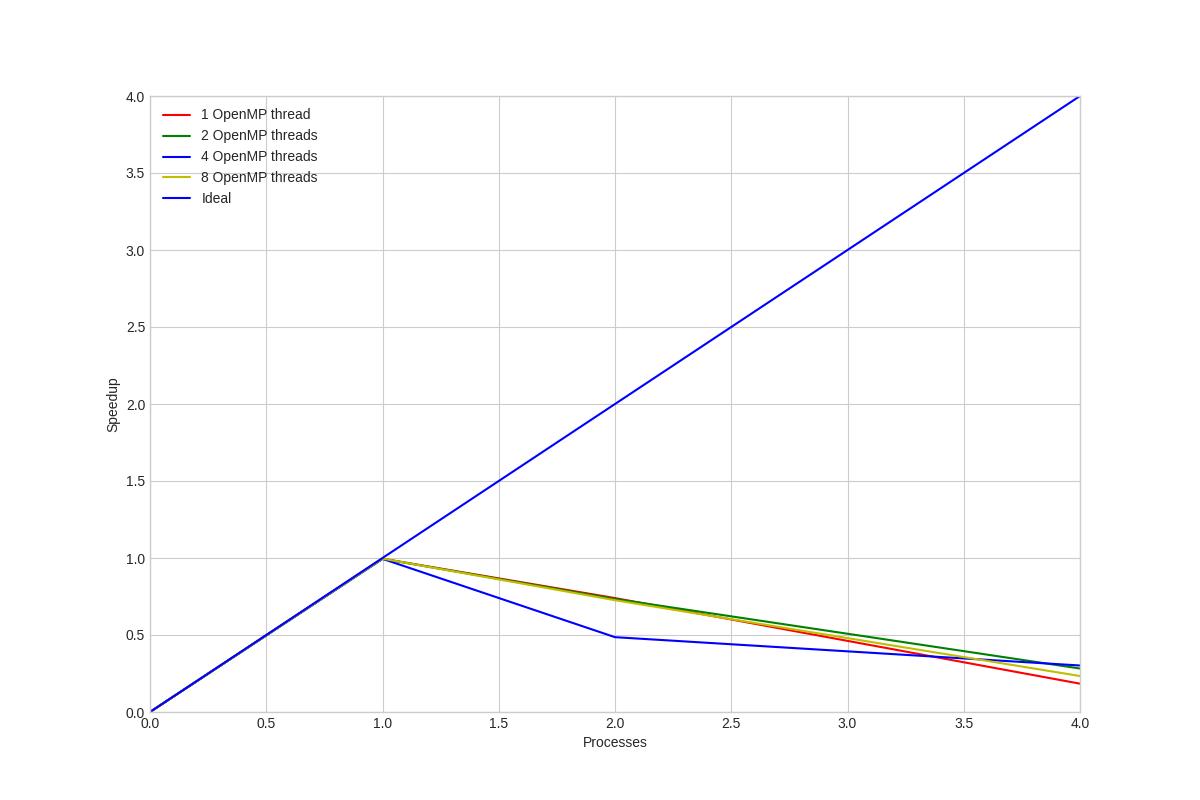 4.0
3.5
3.0
2.5
2.0
1.5
1.0
0.5
0.0
Speedup
1 OpenMP thread
2 OpenMP threads
4 OpenMP threads
8 OpenMP threads
Ideal
0.0 0.5 1.0 1.5 2.0 2.5 3.0 3.5 4.0
Processes